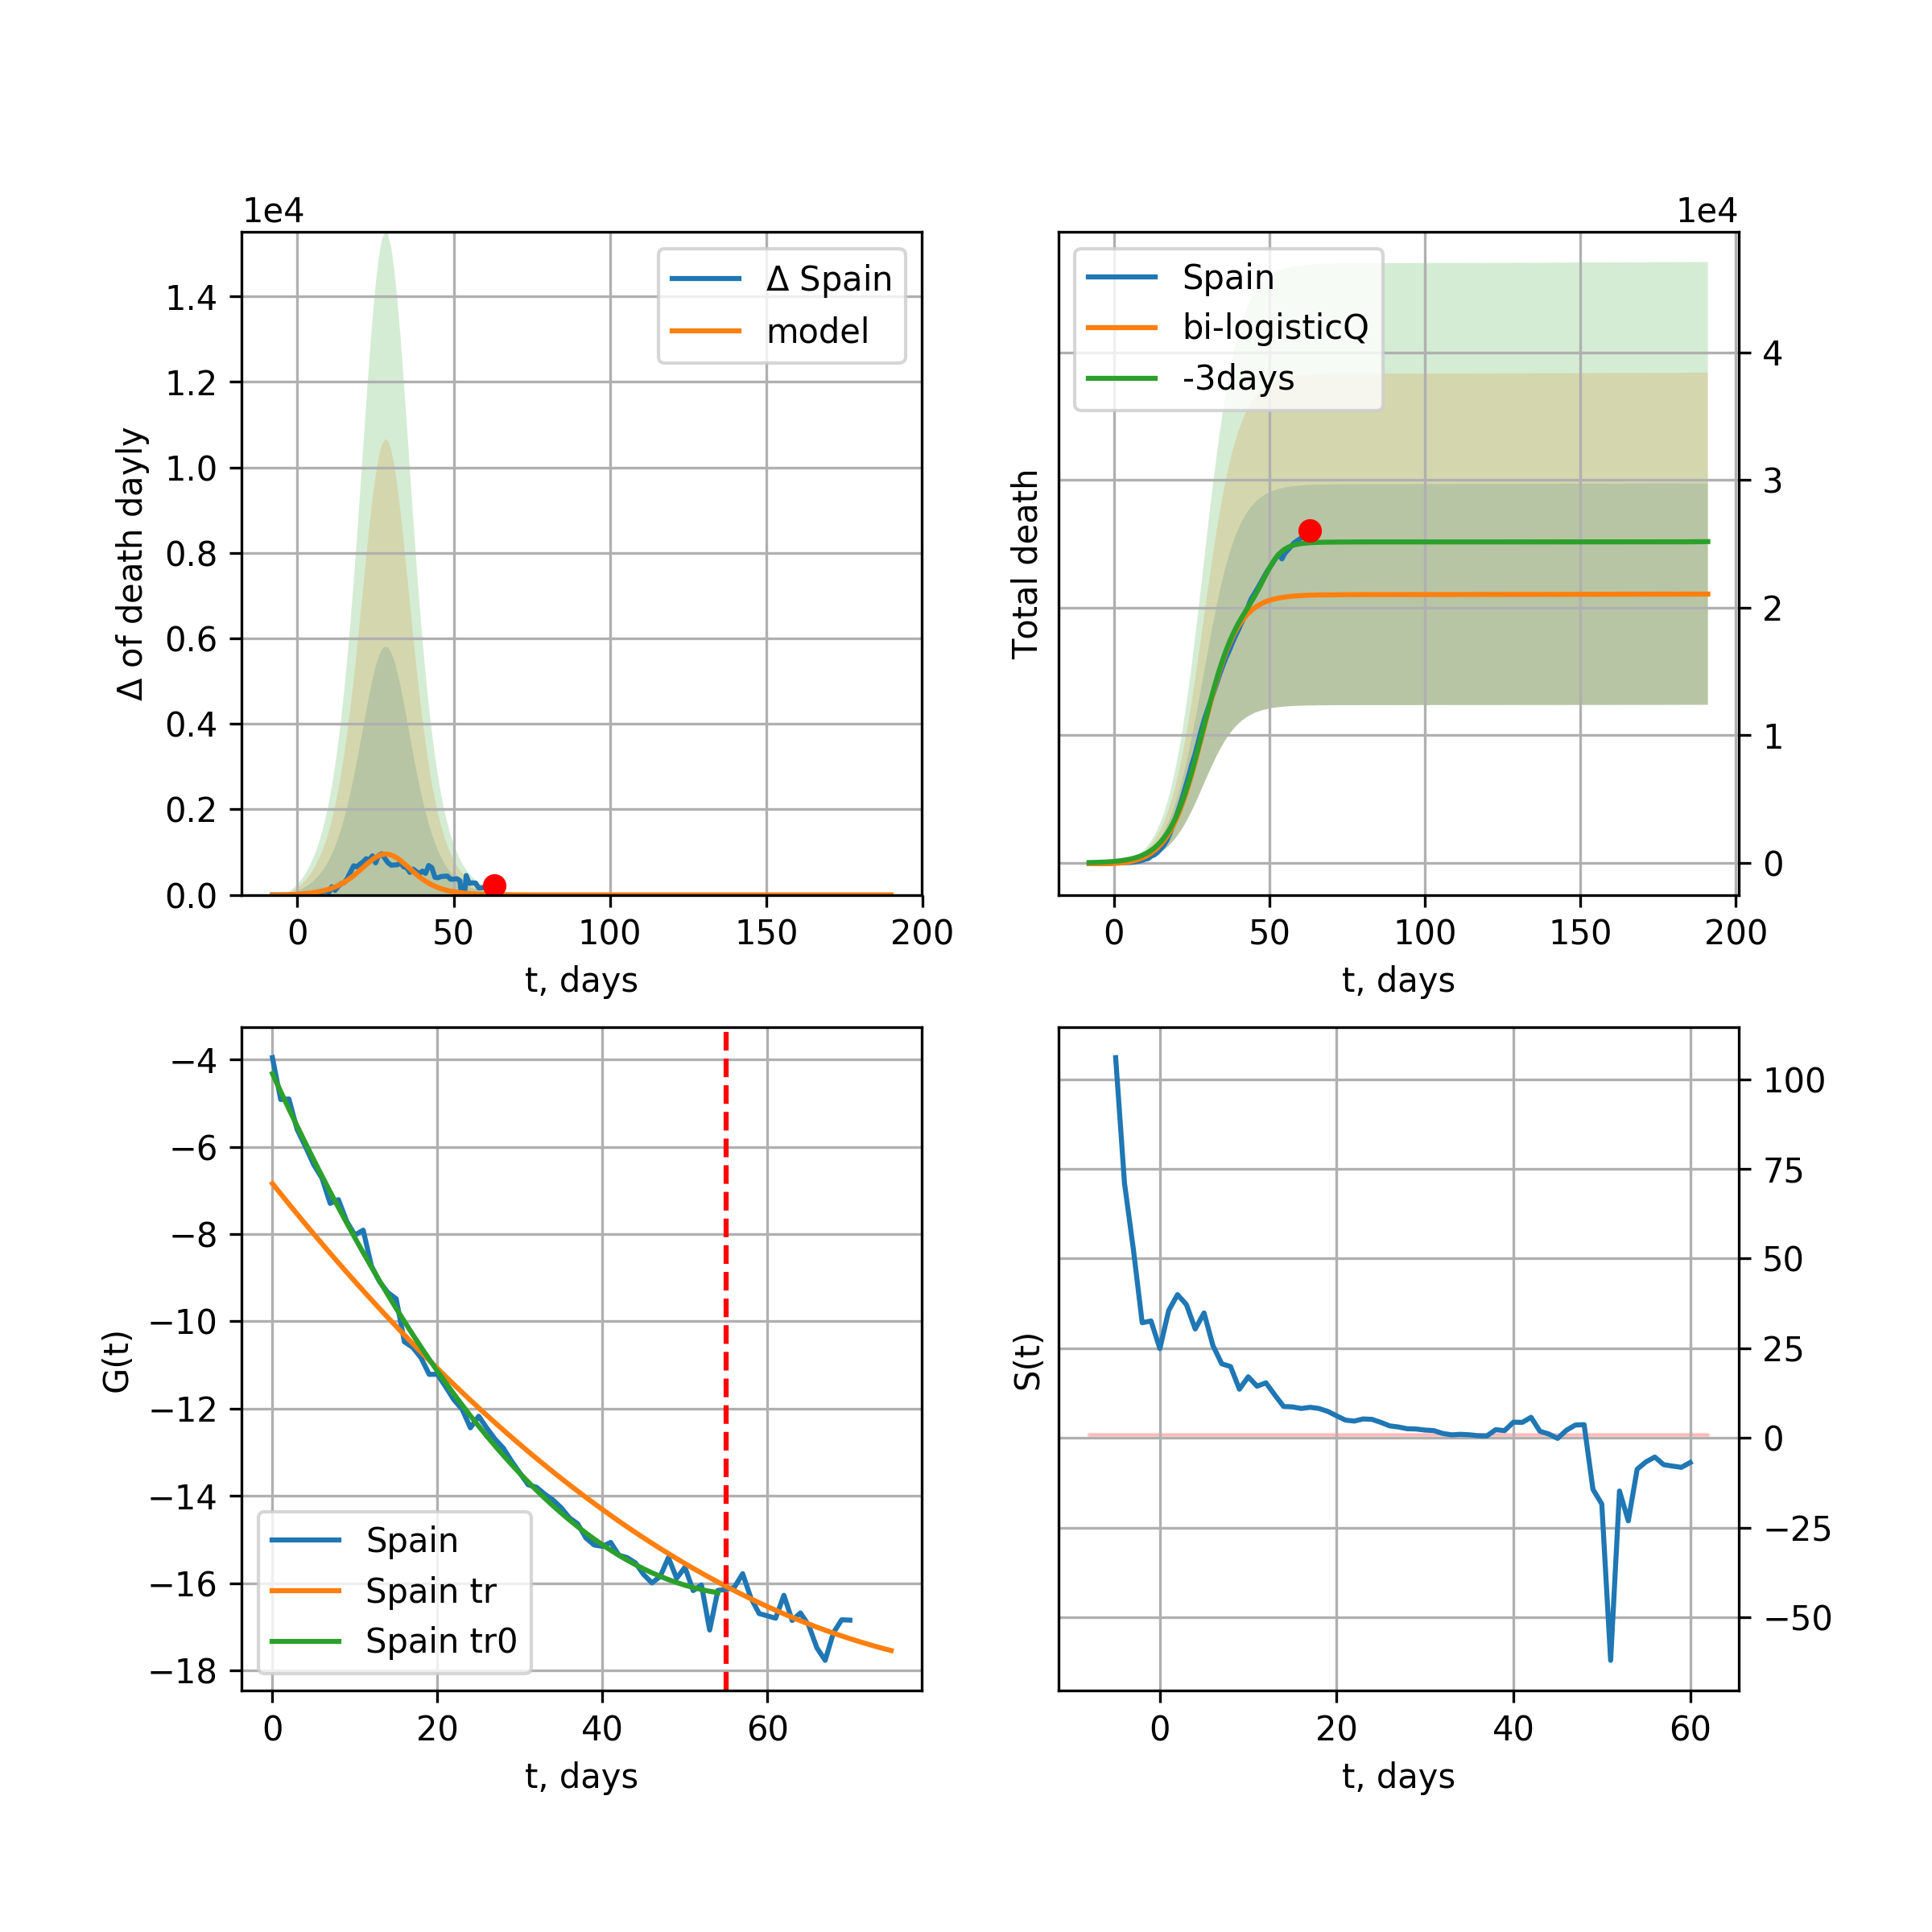 1e4
Δ Spain
model
1.4
1.2
1.0
0.8
0.6
0.4
0.2
0.0
Δ of death dayly
0
50
100
150
200
t, days
1e4
Spain
bi-logisticQ
-3days
4
3
2
1
0
Total death
0
50
100
150
200
t, days
−4
−6
−8
−10
−12
−14
−16
−18
G(t)
Spain
Spain tr
Spain tr0
0
20
40
60
t, days
100
75
50
25
0
−25
−50
S(t)
0
20
40
60
t, days